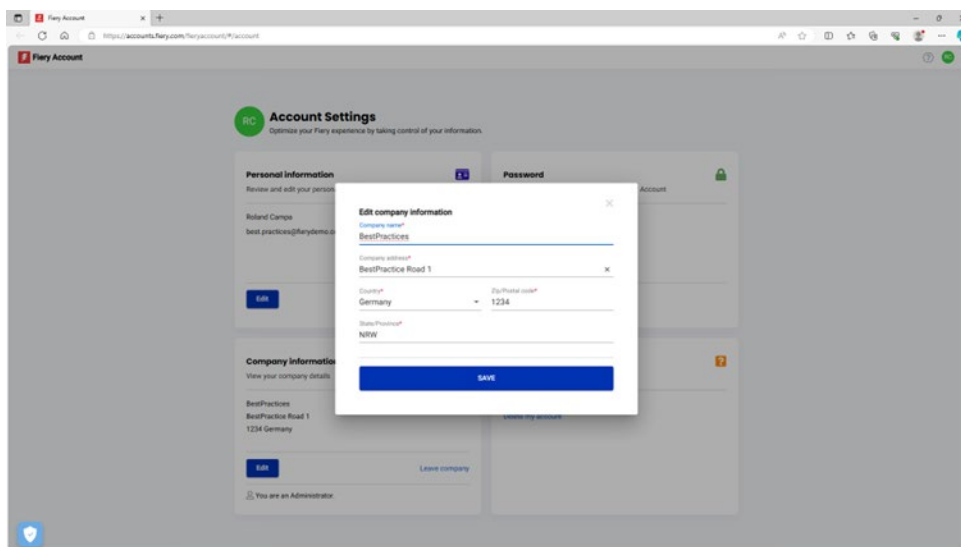 Fiery Account
https://accounts.fiery.com/fieryaccount/#/account
Fiery Account
RC
RC
Account Settings
Optimize your Fiery experience by taking control of your information.
Personal information
Review and edit your person
Roland Campa
best.practices@fierydemo.c
Edit
Password
Account
Edit company information
Company name*
BestPractices
Company address*
BestPractice Road 1
Country*
Germany
Zip/Postal code*
1234
State/Province*
NRW
SAVE
Company informatio
View your company details
BestPractices
BestPractice Road 1
1234 Germany
Edit
Leave company
You are an Administrator.
Delete my account